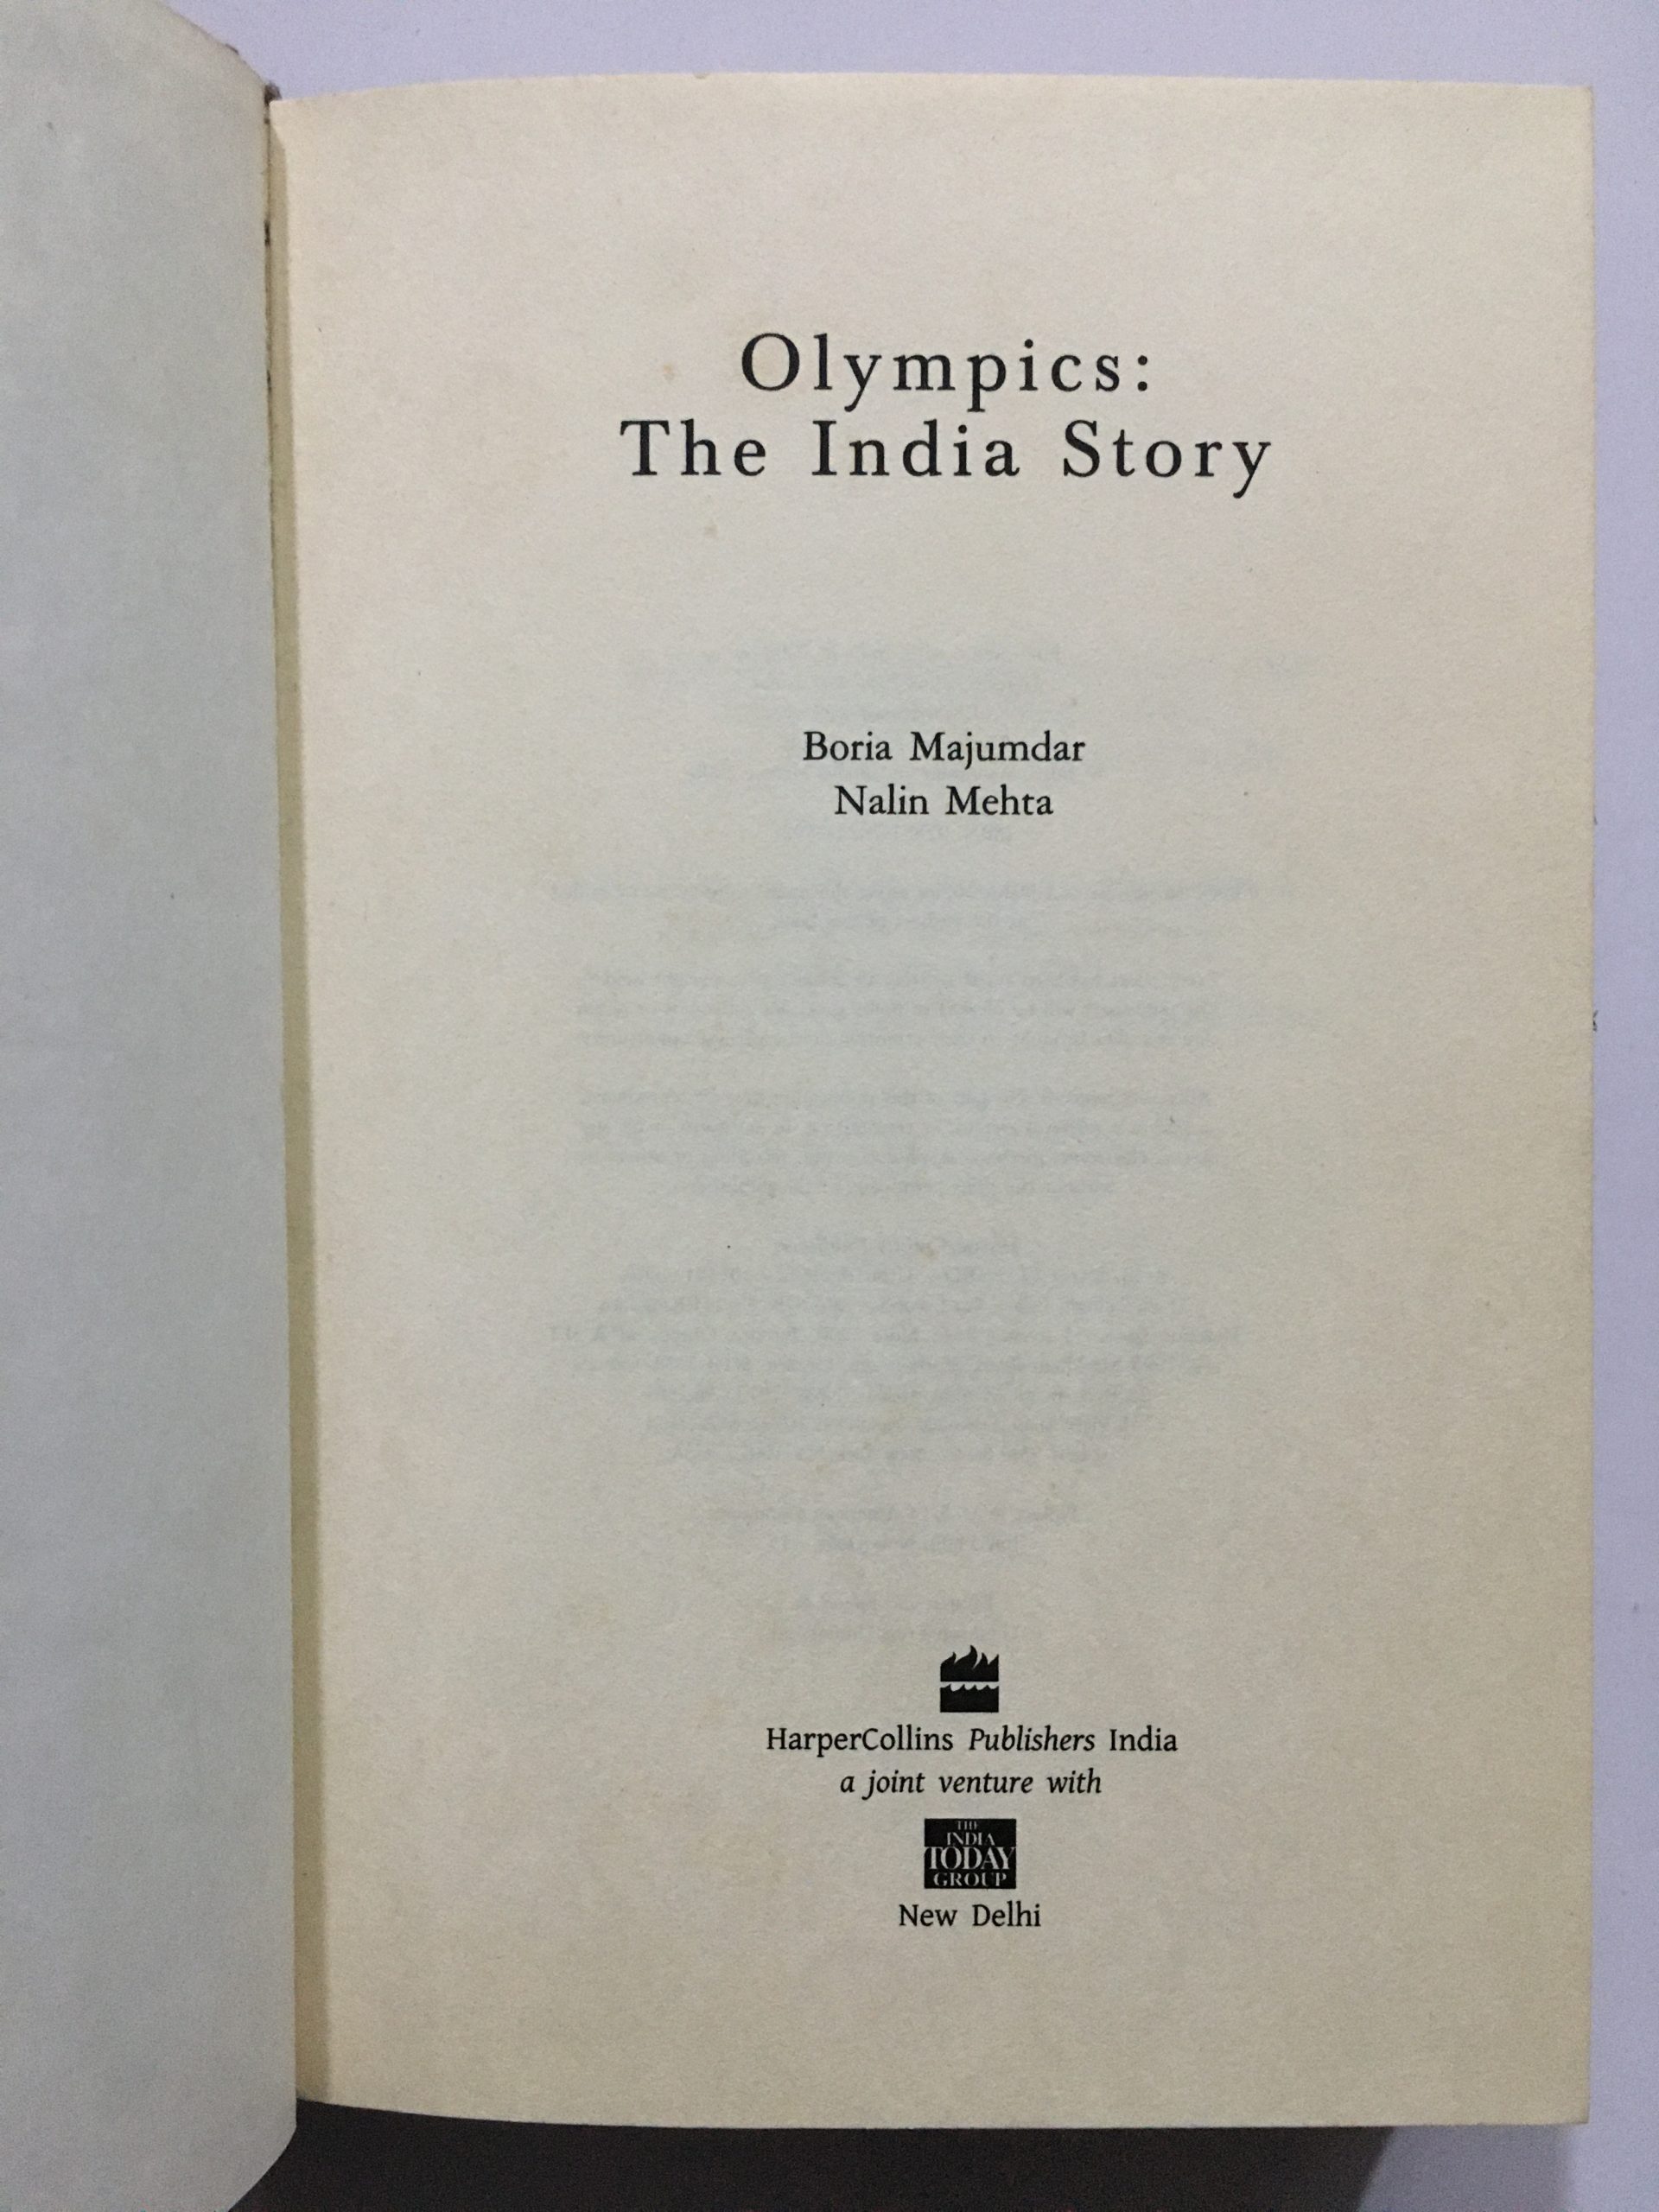 Olympics:
The India Story
Boria Majumdar
Nalin Mehta
HarperCollins Publishers India
a joint venture with
THE
INDIA
TODAY
GROUP
New Delhi